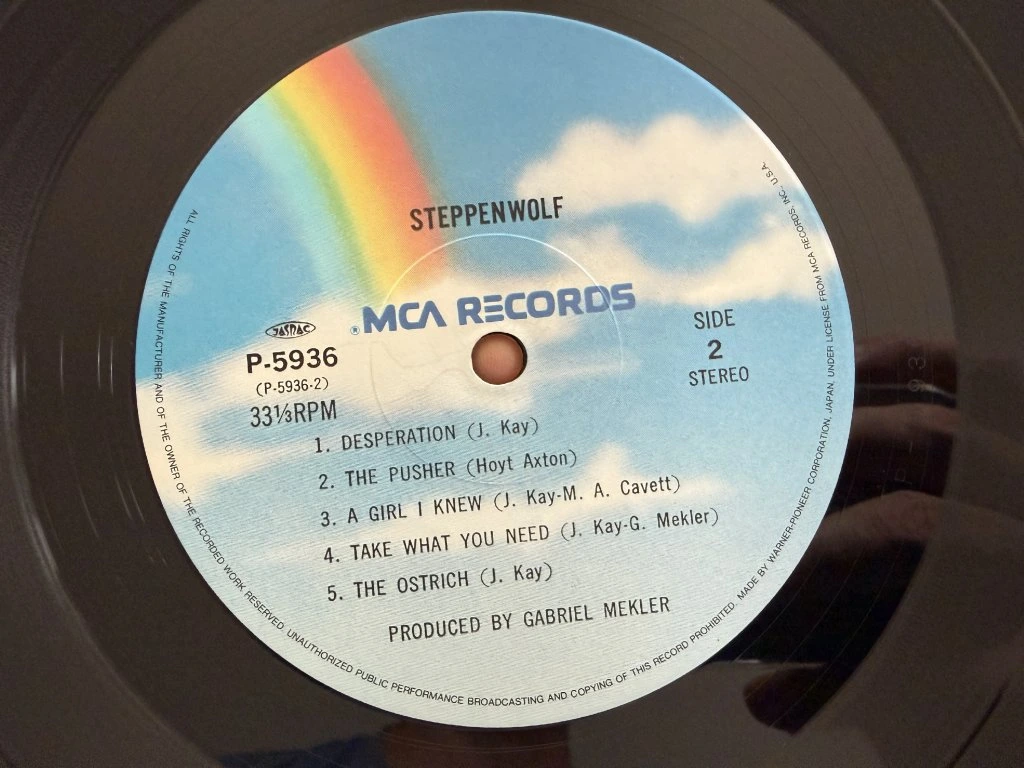 STEPPENWOLF
® MCA RECORDS
JASRAC
P-5936
(P-5936-2)
33⅓RPM
SIDE
2
STEREO
1. DESPERATION (J. Kay)
2. THE PUSHER (Hoyt Axton)
3. A GIRL I KNEW (J. Kay-M. A. Cavett)
4. TAKE WHAT YOU NEED (J. Kay-G. Mekler)
5. THE OSTRICH (J. Kay)
PRODUCED BY GABRIEL MEKLER
ALL RIGHTS OF THE MANUFACTURER AND OF THE OWNER OF THE RECORDED WORK RESERVED. UNAUTHORIZED PUBLIC PERFORMANCE BROADCASTING AND COPYING OF THIS RECORD PROHIBITED. MADE BY WARNER-PIONEER CORPORATION, JAPAN, UNDER LICENSE FROM MCA RECORDS, INC., U.S.A.